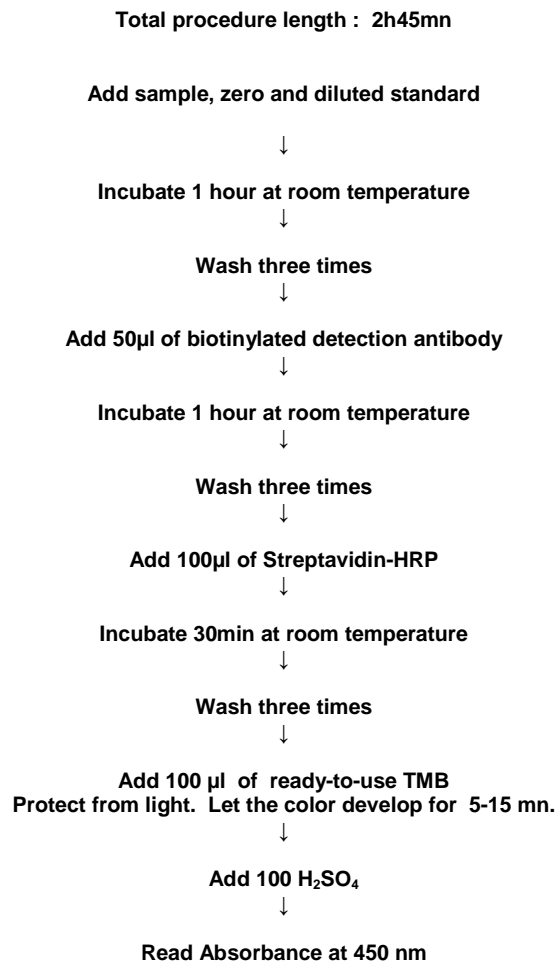 Total procedure length :  2h45mn
Add sample, zero and diluted standard
↓
Incubate 1 hour at room temperature
↓
Wash three times
↓
Add 50µl of biotinylated detection antibody
↓
Incubate 1 hour at room temperature
↓
Wash three times
↓
Add 100µl of Streptavidin-HRP
↓
Incubate 30min at room temperature
↓
Wash three times
↓
Add 100 µl  of  ready-to-use TMB
Protect from light.  Let the color develop for  5-15 mn.
↓
Add 100 H₂SO₄
↓
Read Absorbance at 450 nm